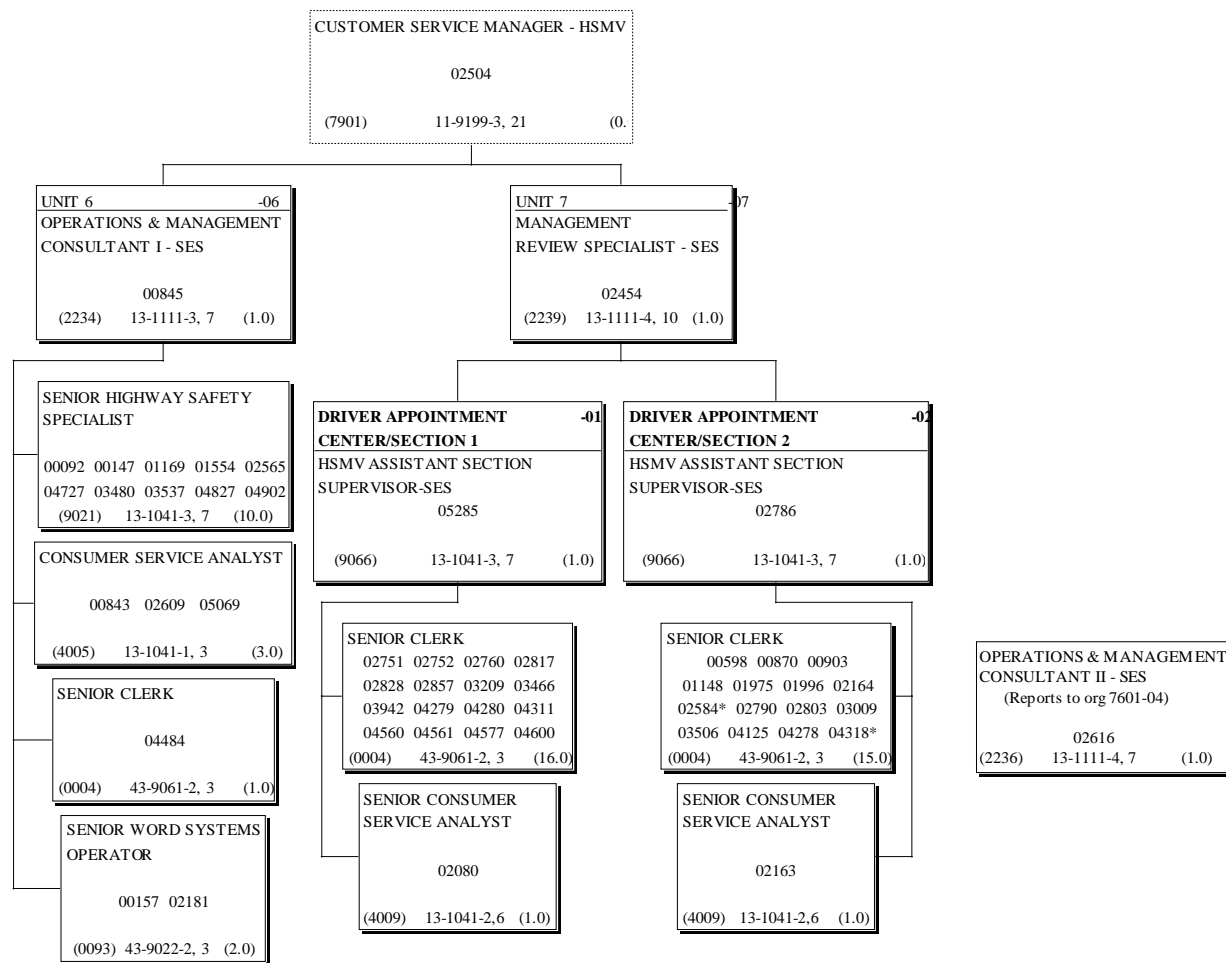 CUSTOMER SERVICE MANAGER - HSMV
02504
(7901) 11-9199-3, 21 (0.
UNIT 6 -06
OPERATIONS & MANAGEMENT
CONSULTANT I - SES
00845
(2234) 13-1111-3, 7 (1.0)
UNIT 7 -07
MANAGEMENT
REVIEW SPECIALIST - SES
02454
(2239) 13-1111-4, 10 (1.0)
SENIOR HIGHWAY SAFETY
SPECIALIST
00092 00147 01169 01554 02565
04727 03480 03537 04827 04902
(9021) 13-1041-3, 7 (10.0)
CONSUMER SERVICE ANALYST
00843 02609 05069
(4005) 13-1041-1, 3 (3.0)
SENIOR CLERK
04484
(0004) 43-9061-2, 3 (1.0)
SENIOR WORD SYSTEMS
OPERATOR
00157 02181
(0093) 43-9022-2, 3 (2.0)
DRIVER APPOINTMENT -01
CENTER/SECTION 1
HSMV ASSISTANT SECTION
SUPERVISOR-SES
05285
(9066) 13-1041-3, 7 (1.0)
SENIOR CLERK
02751 02752 02760 02817
02828 02857 03209 03466
03942 04279 04280 04311
04560 04561 04577 04600
(0004) 43-9061-2, 3 (16.0)
SENIOR CONSUMER
SERVICE ANALYST
02080
(4009) 13-1041-2,6 (1.0)
DRIVER APPOINTMENT -02
CENTER/SECTION 2
HSMV ASSISTANT SECTION
SUPERVISOR-SES
02786
(9066) 13-1041-3, 7 (1.0)
SENIOR CLERK
00598 00870 00903
01148 01975 01996 02164
02584* 02790 02803 03009
03506 04125 04278 04318*
(0004) 43-9061-2, 3 (15.0)
SENIOR CONSUMER
SERVICE ANALYST
02163
(4009) 13-1041-2,6 (1.0)
OPERATIONS & MANAGEMENT
CONSULTANT II - SES
(Reports to org 7601-04)
02616
(2236) 13-1111-4, 7 (1.0)